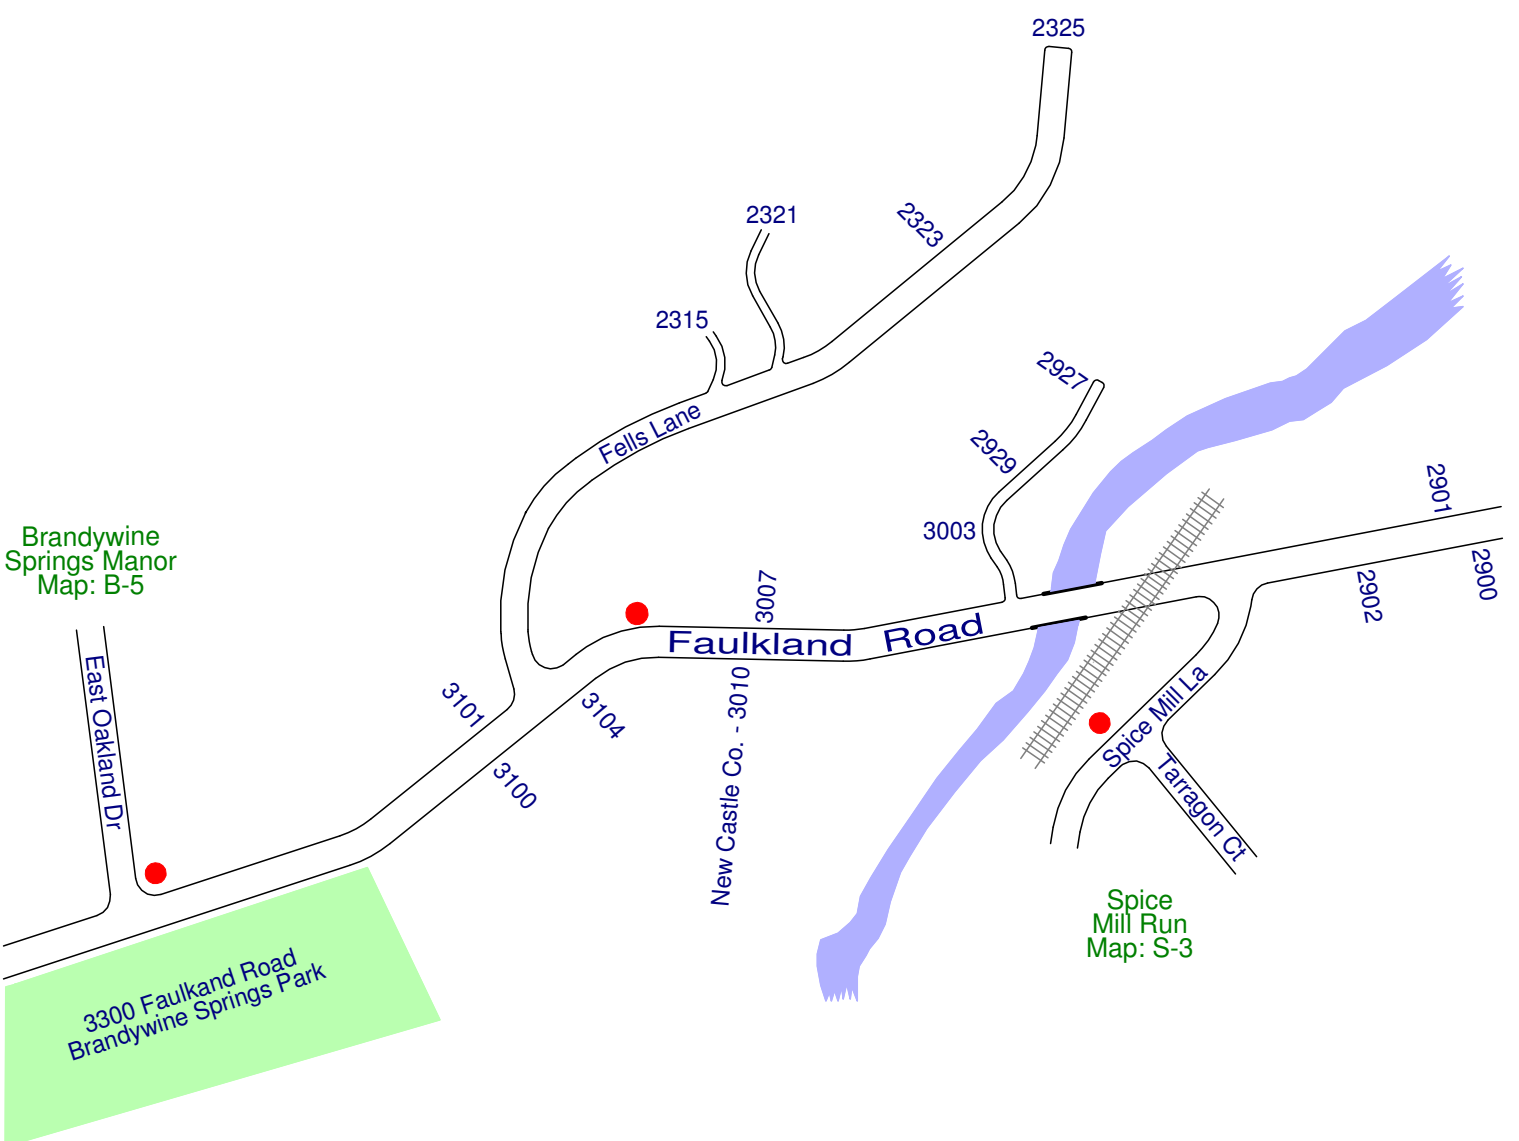 2325
2321
2323
2315
2927
Fells Lane
2929
2901
3003
Brandywine
Springs Manor
Map: B-5
3007
2902
2900
Faulkland Road
East Oakland Dr
3101
3104
New Castle Co. - 3010
Spice Mill La
3100
Tarragon Ct
Spice
Mill Run
Map: S-3
3300 Faulkand Road
Brandywine Springs Park